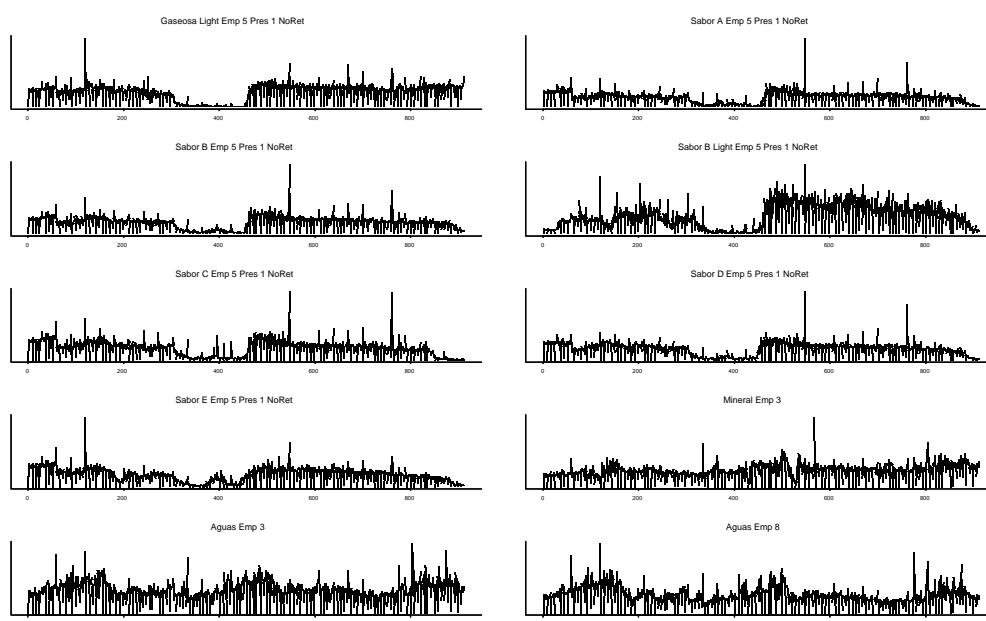 Gaseosa Light Emp 5 Pres 1 NoRet
Sabor A Emp 5 Pres 1 NoRet
0 200 400 600 800
0 200 400 600 800
Sabor B Emp 5 Pres 1 NoRet
Sabor B Light Emp 5 Pres 1 NoRet
0 200 400 600 800
0 200 400 600 800
Sabor C Emp 5 Pres 1 NoRet
Sabor D Emp 5 Pres 1 NoRet
0 200 400 600 800
0 200 400 600 800
Sabor E Emp 5 Pres 1 NoRet
Mineral Emp 3
0 200 400 600 800
0 200 400 600 800
Aguas Emp 3
Aguas Emp 8